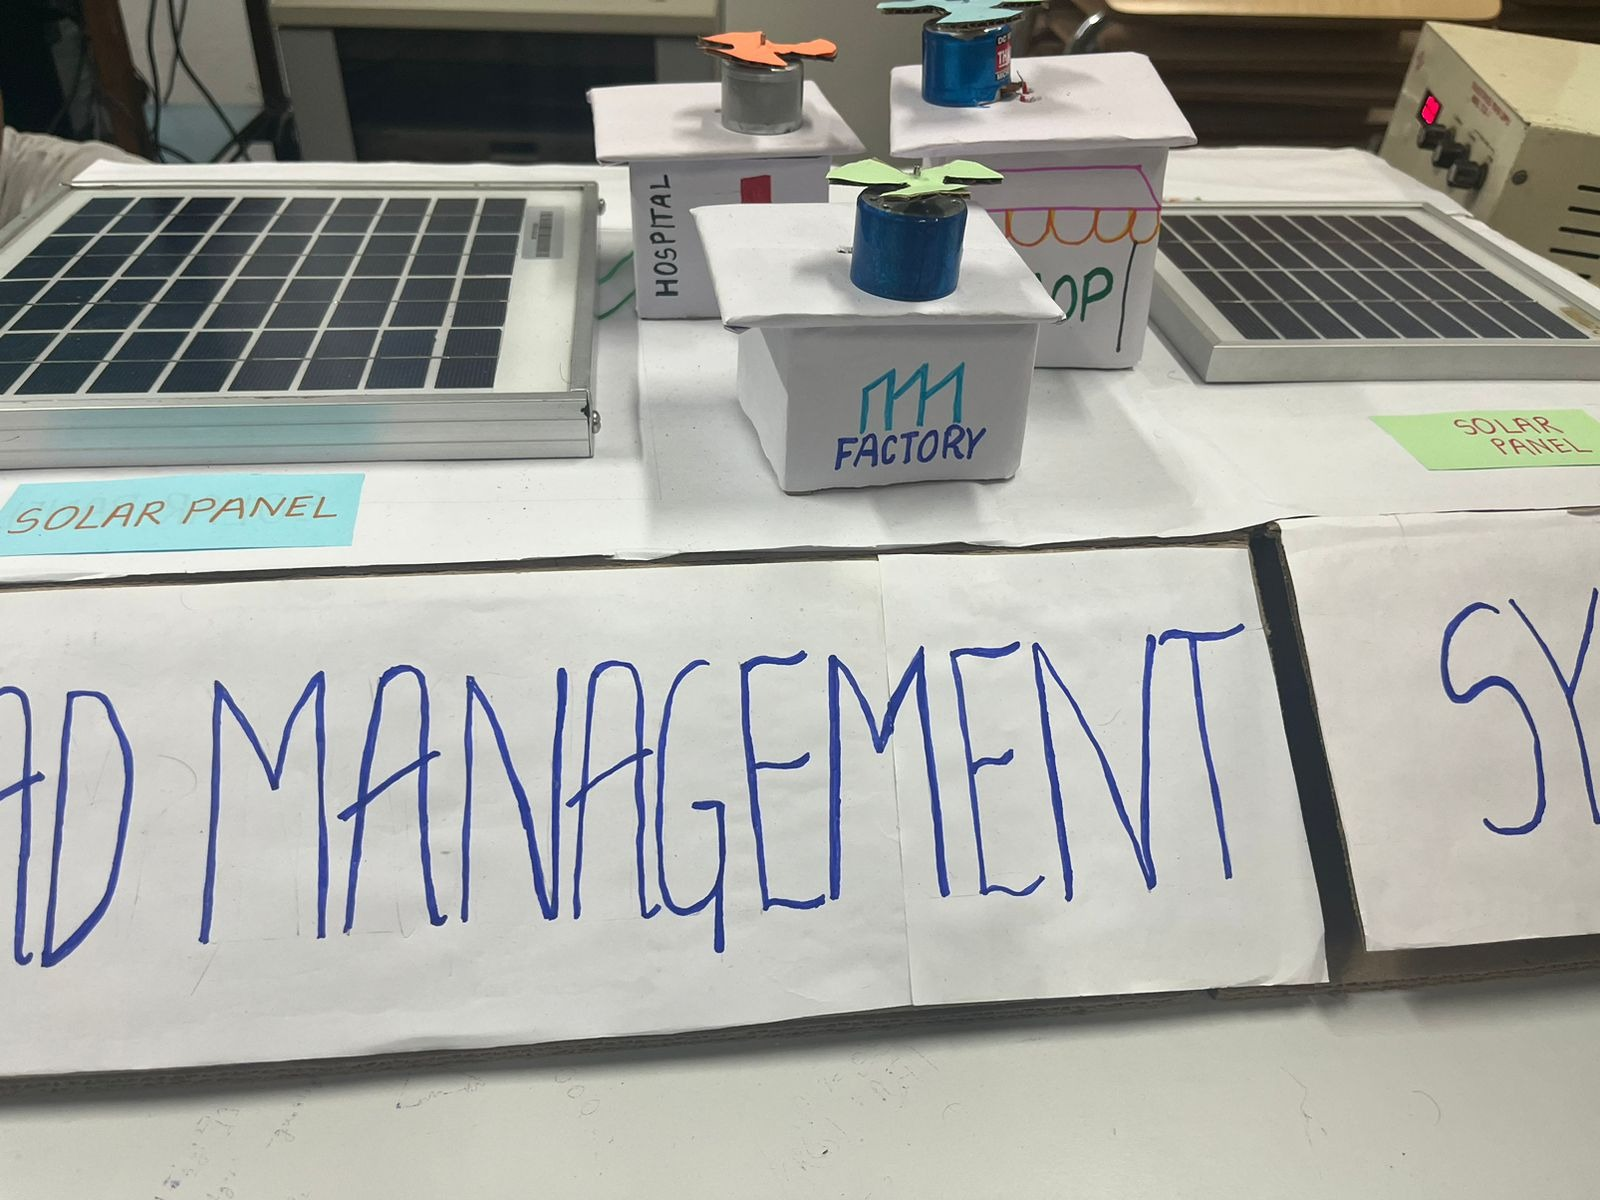 HOSPITAL
OP
FACTORY
SOLAR PANEL
SOLAR
PANEL
AD MANAGEMENT SY